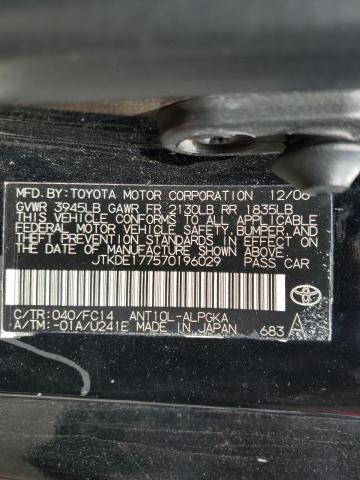 MFD. BY: TOYOTA MOTOR CORPORATION 12/06
GVWR 3945LB GAWR FR 2130LB RR 1835LB
THIS VEHICLE CONFORMS TO ALL APPLICABLE
FEDERAL MOTOR VEHICLE SAFETY, BUMPER, AND
THEFT PREVENTION STANDARDS IN EFFECT ON
THE DATE OF MANUFACTURE SHOWN ABOVE.
JTKDE177570196029 PASS CAR
C/TR: 040/FC14 ANT10L-ALPGKA
A/TM: -01A/U241E MADE IN JAPAN 683 A